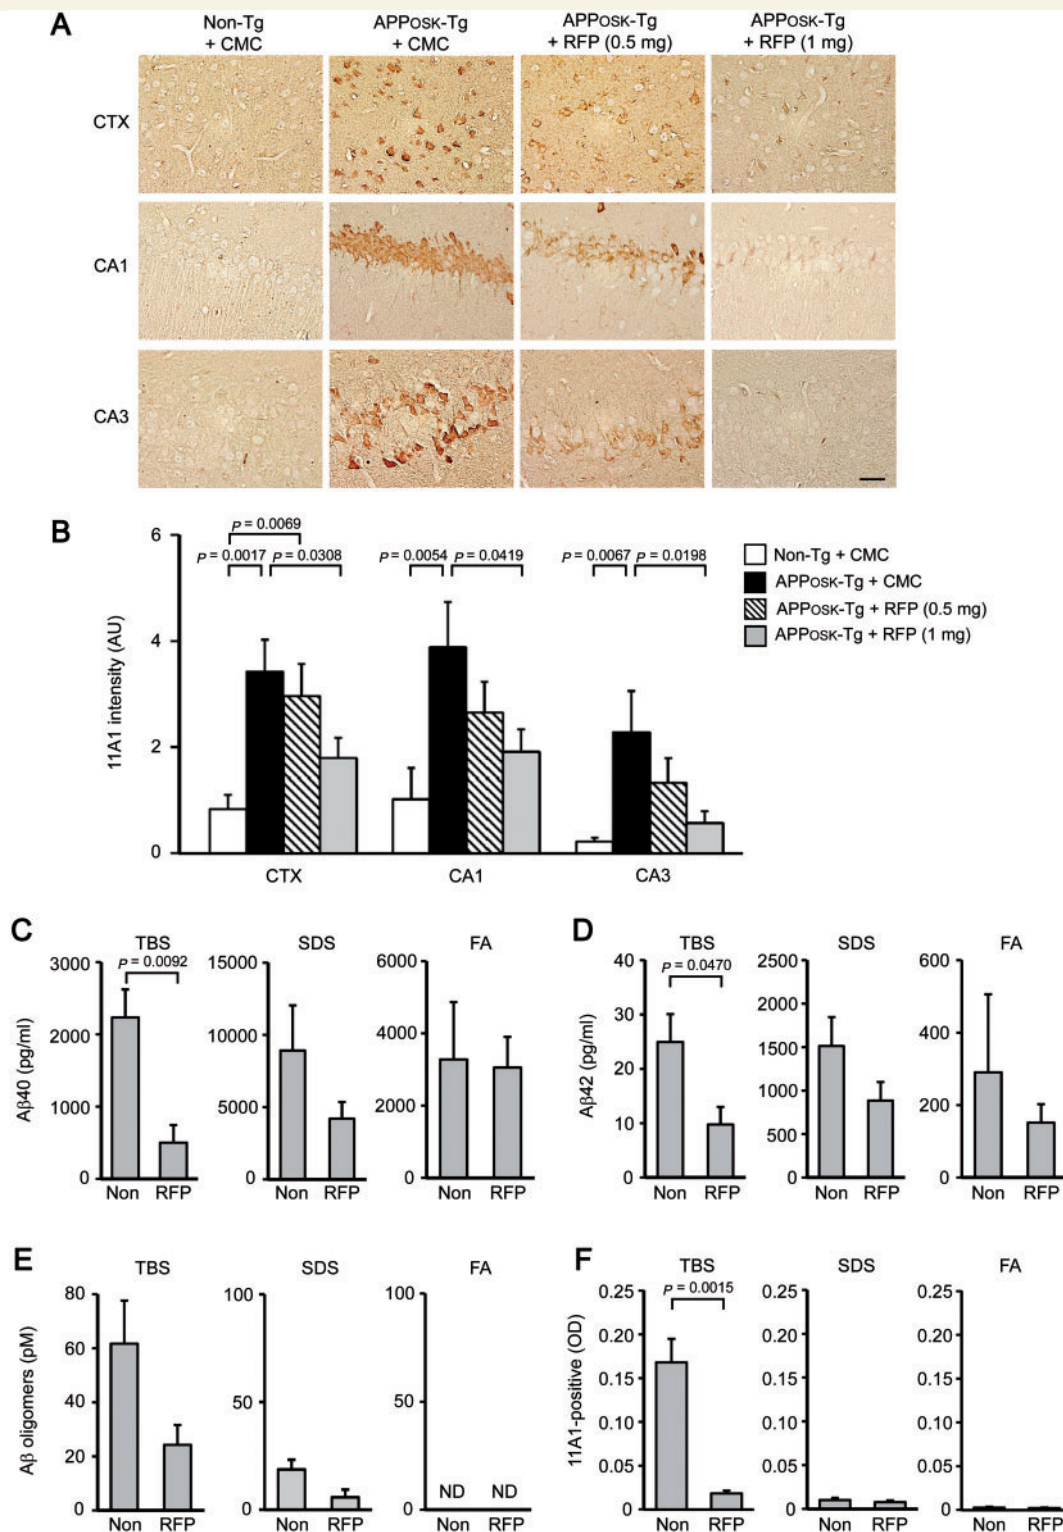 A
Non-Tg
+ CMC
APPOSK-Tg
+ CMC
APPOSK-Tg
+ RFP (0.5 mg)
APPOSK-Tg
+ RFP (1 mg)
CTX
CA1
CA3
B
6
4
2
0
11A1 intensity (AU)
P = 0.0069
P = 0.0017
P = 0.0308
P = 0.0054
P = 0.0419
P = 0.0067
P = 0.0198
CTX
CA1
CA3
Non-Tg + CMC
APPOSK-Tg + CMC
APPOSK-Tg + RFP (0.5 mg)
APPOSK-Tg + RFP (1 mg)
C
Aβ40 (pg/ml)
TBS
P = 0.0092
3000
2000
1000
0
Non RFP
SDS
15000
10000
5000
0
Non RFP
FA
6000
4000
2000
0
Non RFP
D
Aβ42 (pg/ml)
TBS
P = 0.0470
40
30
20
10
0
Non RFP
SDS
2500
2000
1500
1000
500
0
Non RFP
FA
600
400
200
0
Non RFP
E
Aβ oligomers (pM)
TBS
80
60
40
20
0
Non RFP
SDS
100
50
0
Non RFP
FA
100
50
0
ND ND
Non RFP
F
11A1-positive (OD)
TBS
P = 0.0015
0.25
0.20
0.15
0.10
0.05
0
Non RFP
SDS
0.25
0.20
0.15
0.10
0.05
0.00
Non RFP
FA
0.25
0.20
0.15
0.10
0.05
0.00
Non RFP